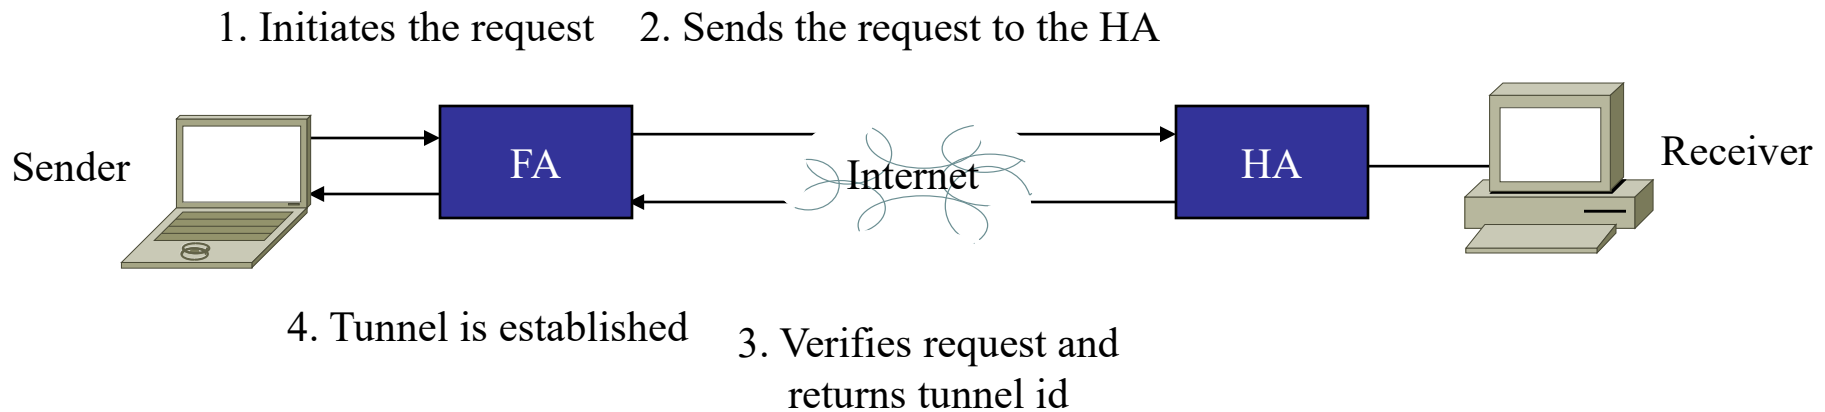 1. Initiates the request
2. Sends the request to the HA
Sender
FA
Internet
HA
Receiver
4. Tunnel is established
3. Verifies request and
returns tunnel id